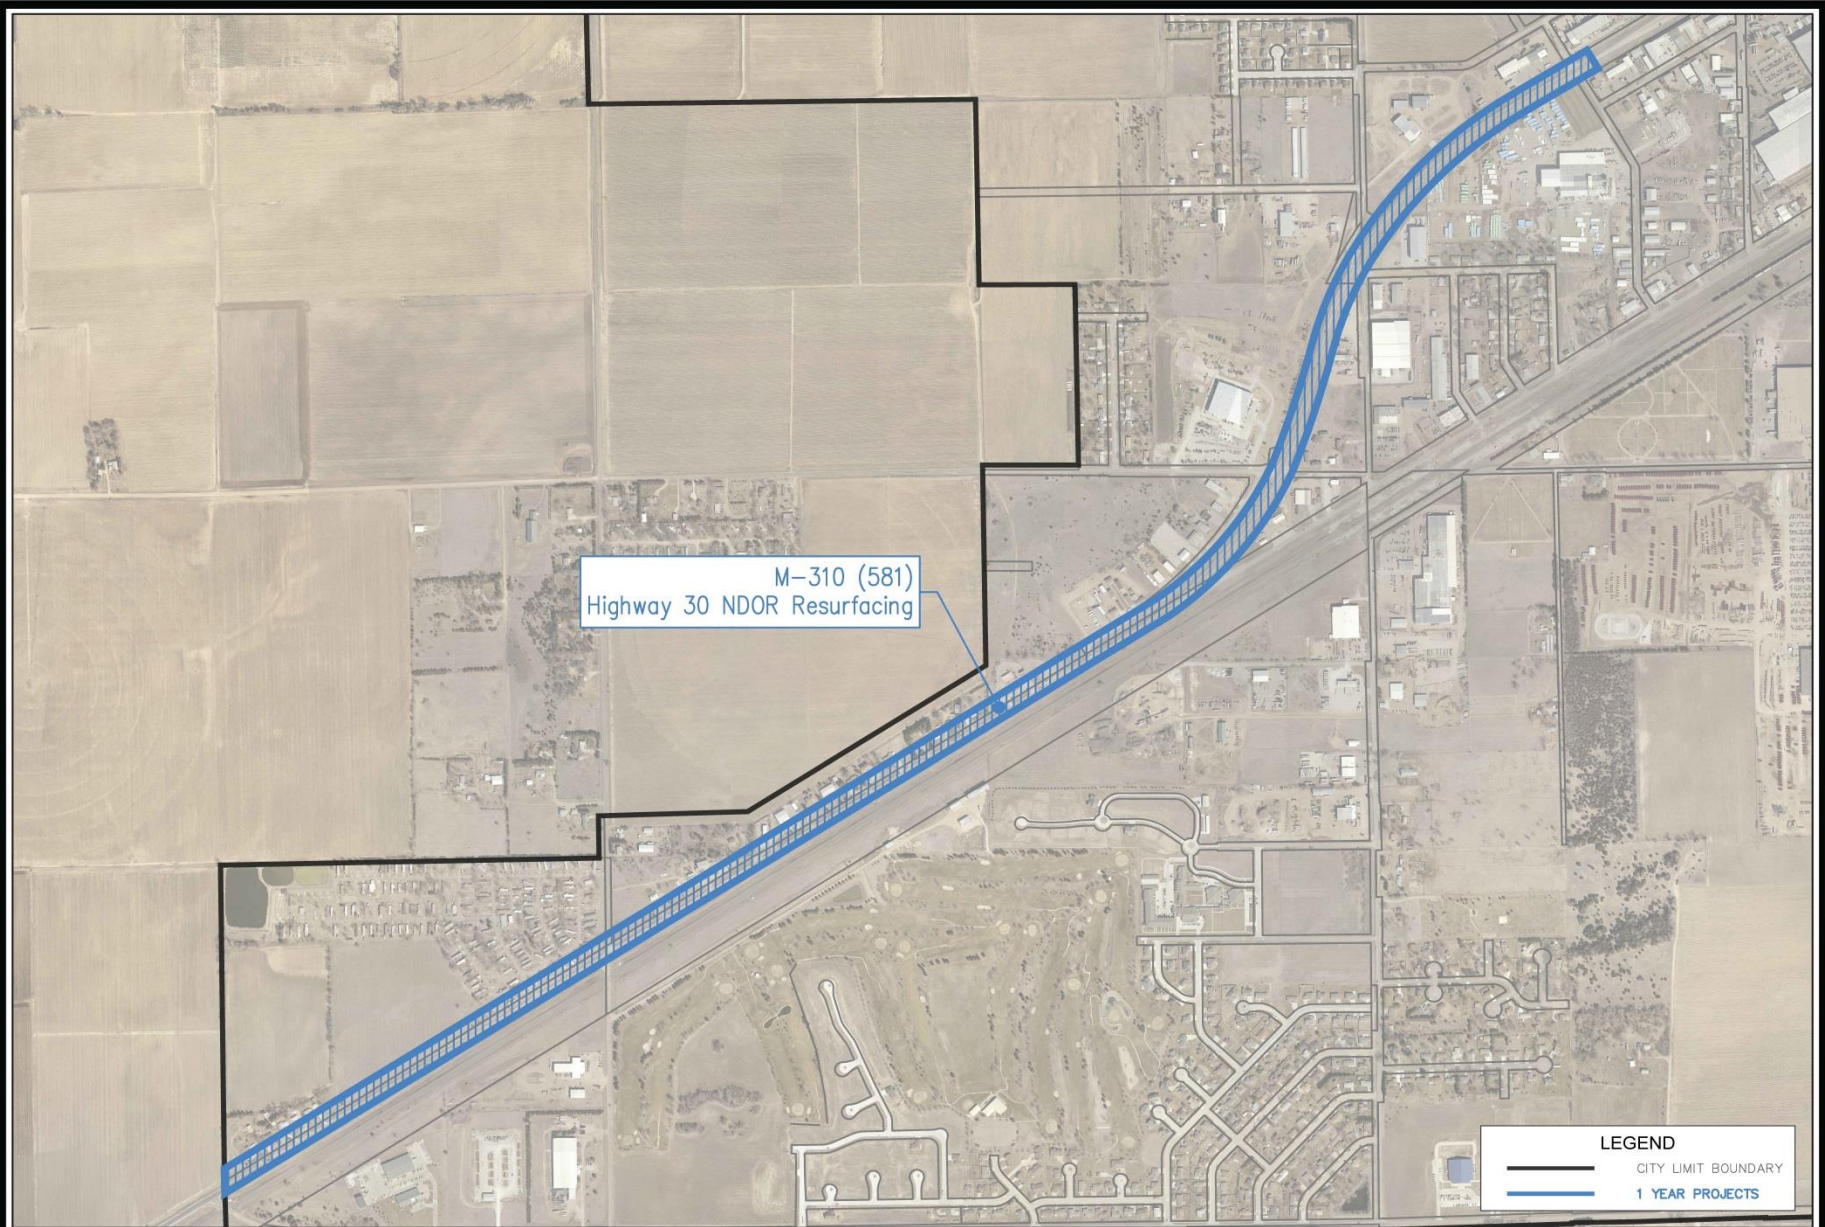 M-310 (581)
Highway 30 NDOR Resurfacing
LEGEND
CITY LIMIT BOUNDARY
1 YEAR PROJECTS